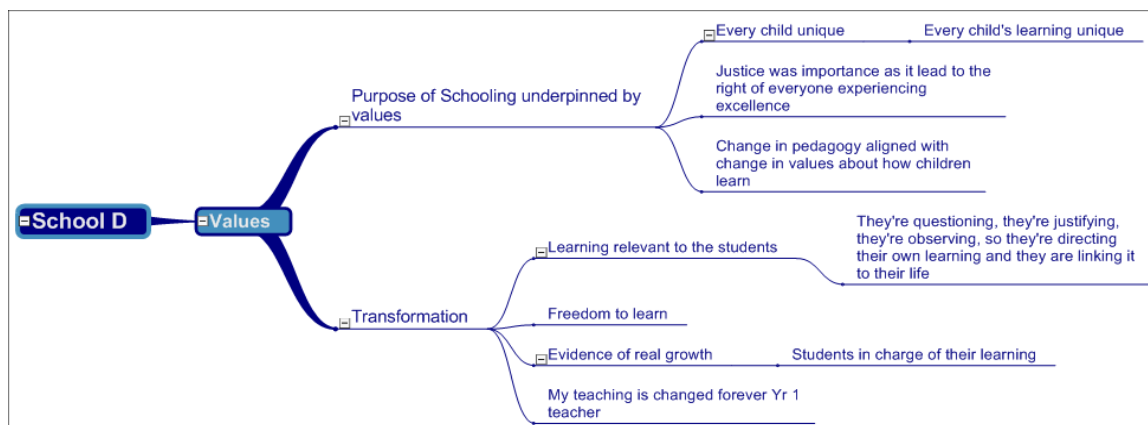 School D
Values
Purpose of Schooling underpinned by
values
Every child unique
Every child's learning unique
Justice was importance as it lead to the
right of everyone experiencing
excellence
Change in pedagogy aligned with
change in values about how children
learn
Transformation
Learning relevant to the students
They're questioning, they're justifying,
they're observing, so they're directing
their own learning and they are linking it
to their life
Freedom to learn
Evidence of real growth
Students in charge of their learning
My teaching is changed forever Yr 1
teacher